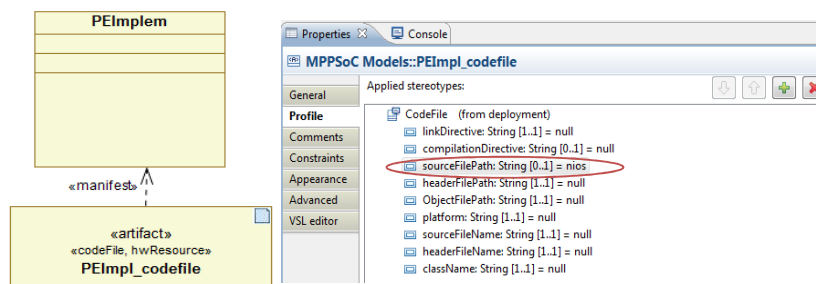 PEImplem
«manifest»
«artifact»
«codeFile, hwResource»
PEImpl_codefile
Properties
Console
MPPSoC Models::PEImpl_codefile
General
Profile
Comments
Constraints
Appearance
Advanced
VSL editor
Applied stereotypes:
CodeFile (from deployment)
linkDirective: String [1..1] = null
compilationDirective: String [0..1] = null
sourceFilePath: String [0..1] = nios
headerFilePath: String [1..1] = null
ObjectFilePath: String [1..1] = null
platform: String [1..1] = null
sourceFileName: String [1..1] = null
headerFileName: String [1..1] = null
className: String [1..1] = null